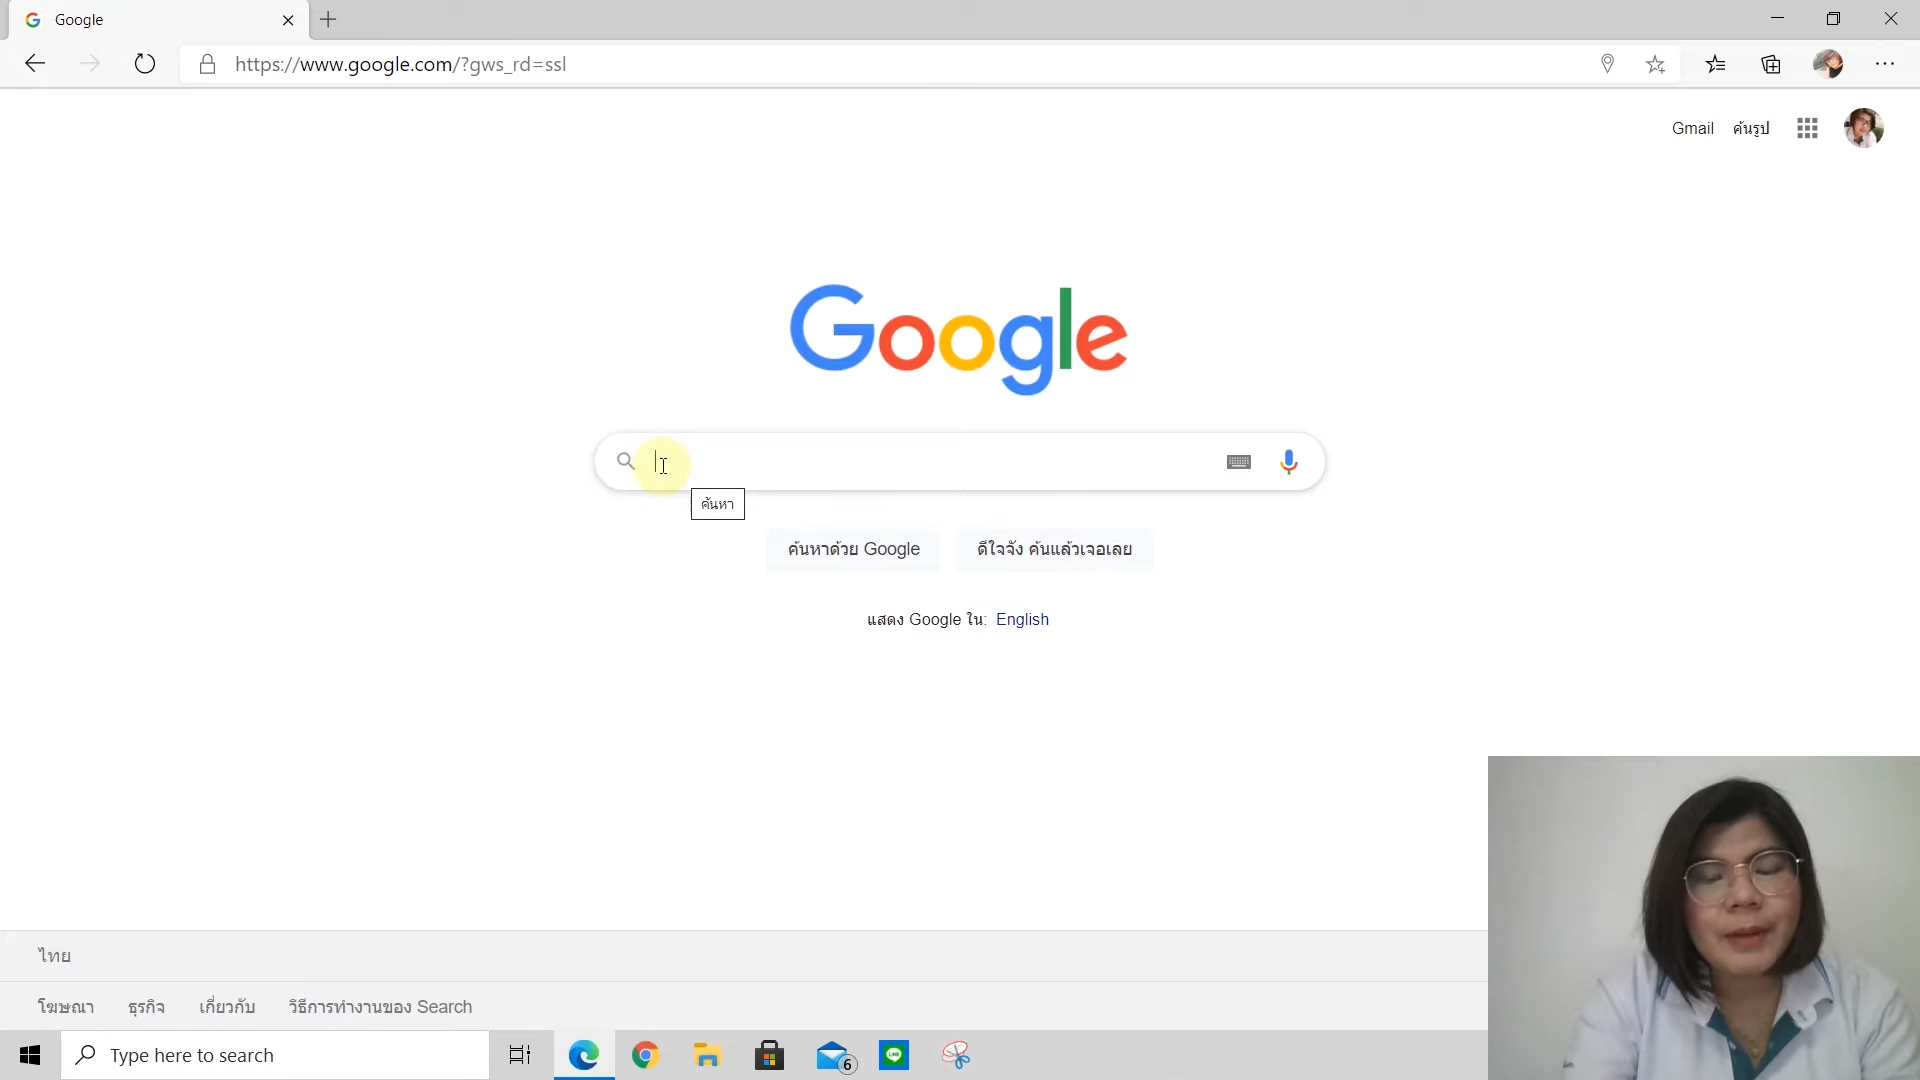 Google
https://www.google.com/?gws_rd=ssl
Gmail ค้นรูป
Google
ค้นหา
ค้นหาด้วย Google ดีใจจัง ค้นแล้วเจอเลย
แสดง Google ใน: English
ไทย
โฆษณา ธุรกิจ เกี่ยวกับ วิธีการทำงานของ Search
Type here to search
6
LINE